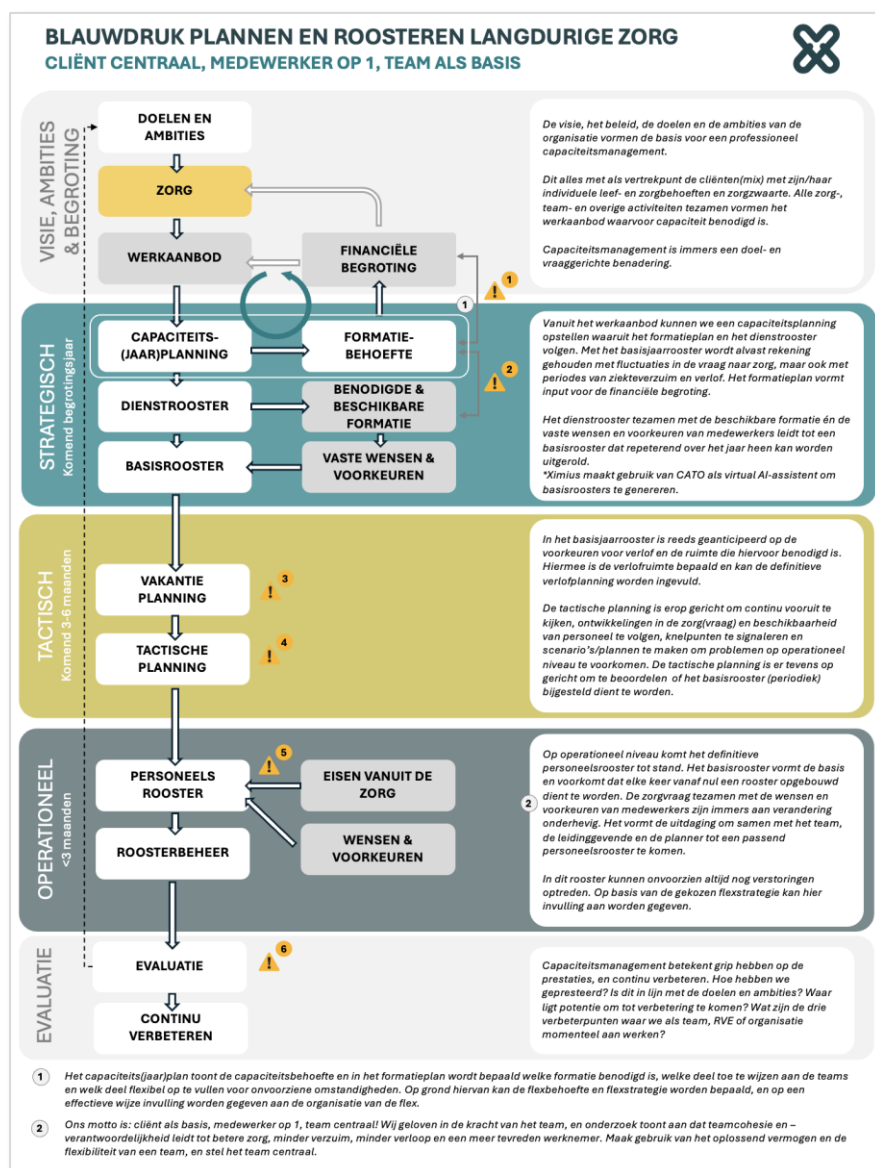 BLAUWDRUK PLANNEN EN ROOSTEREN LANGDURIGE ZORG
CLIËNT CENTRAAL, MEDEWERKER OP 1, TEAM ALS BASIS
VISIE, AMBITIES
& BEGROTING
DOELEN EN
AMBITIES
ZORG
WERKAANBOD
FINANCIËLE
BEGROTING
1
1
De visie, het beleid, de doelen en de ambities van de
organisatie vormen de basis voor een professioneel
capaciteitsmanagement.
Dit alles met als vertrekpunt de cliënten(mix) met zijn/haar
individuele leef- en zorgbehoeften en zorgzwaarte. Alle zorg-,
team- en overige activiteiten tezamen vormen het
werkaanbod waarvoor capaciteit benodigd is.
Capaciteitsmanagement is immers een doel- en
vraaggerichte benadering.
STRATEGISCH
Komend begrotingsjaar
CAPACITEITS-
(JAAR)PLANNING
FORMATIE-
BEHOEFTE
2
DIENSTROOSTER
BENODIGDE &
BESCHIKBARE
FORMATIE
BASISROOSTER
VASTE WENSEN &
VOORKEUREN
Vanuit het werkaanbod kunnen we een capaciteitsplanning
opstellen waaruit het formatieplan en het dienstrooster
volgen. Met het basisjaarrooster wordt alvast rekening
gehouden met fluctuaties in de vraag naar zorg, maar ook met
periodes van ziekteverzuim en verlof. Het formatieplan vormt
input voor de financiële begroting.
Het dienstrooster tezamen met de beschikbare formatie én de
vaste wensen en voorkeuren van medewerkers leidt tot een
basisrooster dat repeterend over het jaar heen kan worden
uitgerold.
*Ximius maakt gebruik van CATO als virtual AI-assistent om
basisroosters te genereren.
TACTISCH
Komend 3-6 maanden
VAKANTIE
PLANNING
3
TACTISCHE
PLANNING
4
In het basisjaarrooster is reeds geanticipeerd op de
voorkeuren voor verlof en de ruimte die hiervoor benodigd is.
Hiermee is de verlofruimte bepaald en kan de definitieve
verlofplanning worden ingevuld.
De tactische planning is erop gericht om continu vooruit te
kijken, ontwikkelingen in de zorg(vraag) en beschikbaarheid
van personeel te volgen, knelpunten te signaleren en
scenario's/plannen te maken om problemen op operationeel
niveau te voorkomen. De tactische planning is er tevens op
gericht om te beoordelen of het basisrooster (periodiek)
bijgesteld dient te worden.
OPERATIONEEL
<3 maanden
PERSONEELS
ROOSTER
5
EISEN VANUIT DE
ZORG
ROOSTERBEHEER
WENSEN &
VOORKEUREN
2
Op operationeel niveau komt het definitieve
personeelsrooster tot stand. Het basisrooster vormt de basis
en voorkomt dat elke keer vanaf nul een rooster opgebouwd
dient te worden. De zorgvraag tezamen met de wensen en
voorkeuren van medewerkers zijn immers aan verandering
onderhevig. Het vormt de uitdaging om samen met het team,
de leidinggevende en de planner tot een passend
personeelsrooster te komen.
In dit rooster kunnen onvoorzien altijd nog verstoringen
optreden. Op basis van de gekozen flexstrategie kan hier
invulling aan worden gegeven.
EVALUATIE
EVALUATIE
6
CONTINU
VERBETEREN
Capaciteitsmanagement betekent grip hebben op de
prestaties, en continu verbeteren. Hoe hebben we
gepresteerd? Is dit in lijn met de doelen en ambities? Waar
ligt potentie om tot verbetering te komen? Wat zijn de drie
verbeterpunten waar we als team, RVE of organisatie
momenteel aan werken?
1 Het capaciteits(jaar)plan toont de capaciteitsbehoefte en in het formatieplan wordt bepaald welke formatie benodigd is, welke deel toe te wijzen aan de teams
en welk deel flexibel op te vullen voor onvoorziene omstandigheden. Op grond hiervan kan de flexbehoefte en flexstrategie worden bepaald, en op een
effectieve wijze invulling worden gegeven aan de organisatie van de flex.
2 Ons motto is: cliënt als basis, medewerker op 1, team centraal! Wij geloven in de kracht van het team, en onderzoek toont aan dat teamcohesie en –
verantwoordelijkheid leidt tot betere zorg, minder verzuim, minder verloop en een meer tevreden werknemer. Maak gebruik van het oplossend vermogen en de
flexibiliteit van een team, en stel het team centraal.